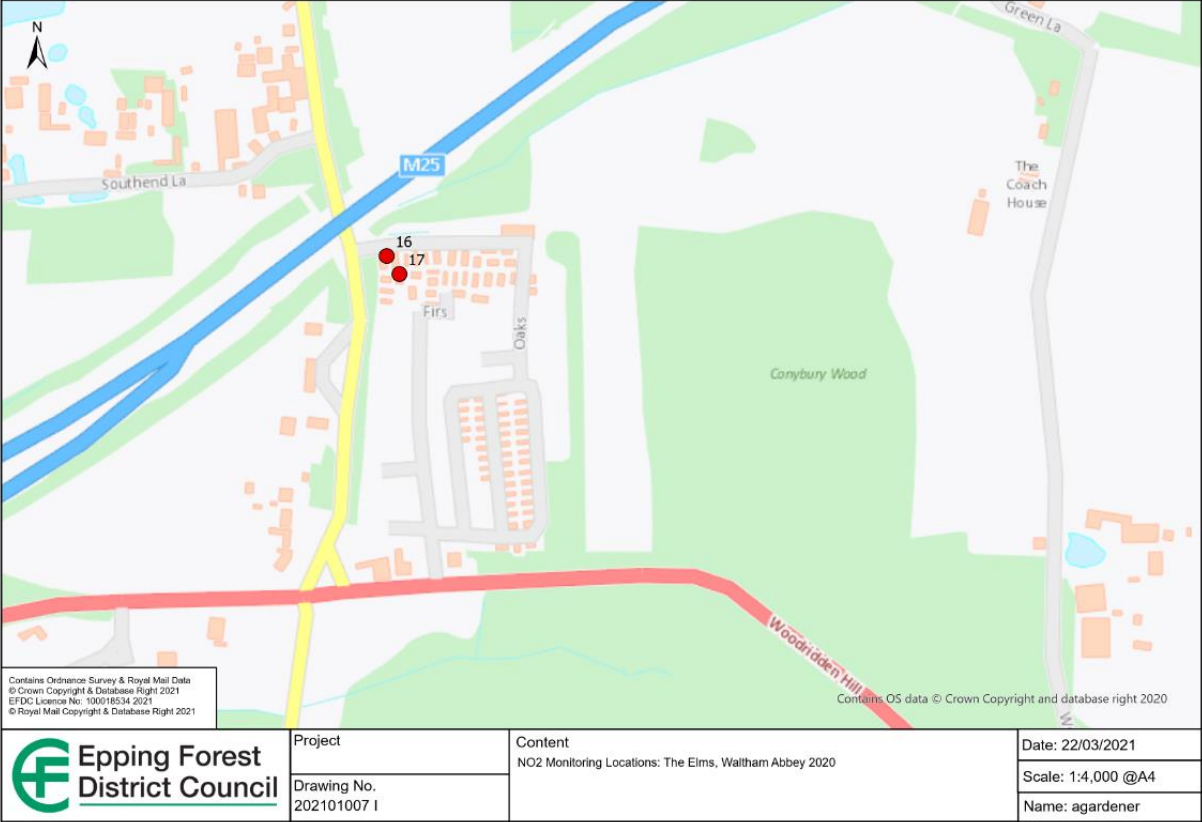 N
Green La
M25
Southend La
The
Coach
House
16
17
Firs
Oaks
Conybury Wood
Woodridden Hill
Contains Ordnance Survey & Royal Mail Data
© Crown Copyright & Database Right 2021
EFDC Licence No: 100018534 2021
© Royal Mail Copyright & Database Right 2021
Contains OS data © Crown Copyright and database right 2020
W
Epping Forest
District Council
Project
Drawing No.
202101007 I
Content
NO2 Monitoring Locations: The Elms, Waltham Abbey 2020
Date: 22/03/2021
Scale: 1:4,000 @A4
Name: agardener